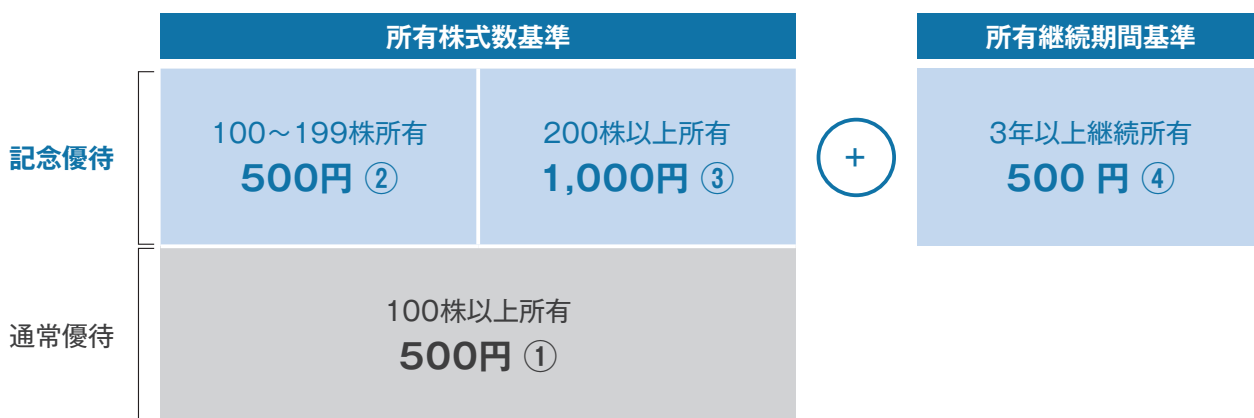 所有株式数基準
所有継続期間基準
記念優待
100～199株所有
500円 ②
200株以上所有
1,000円 ③
+
3年以上継続所有
500 円 ④
通常優待
100株以上所有
500円 ①